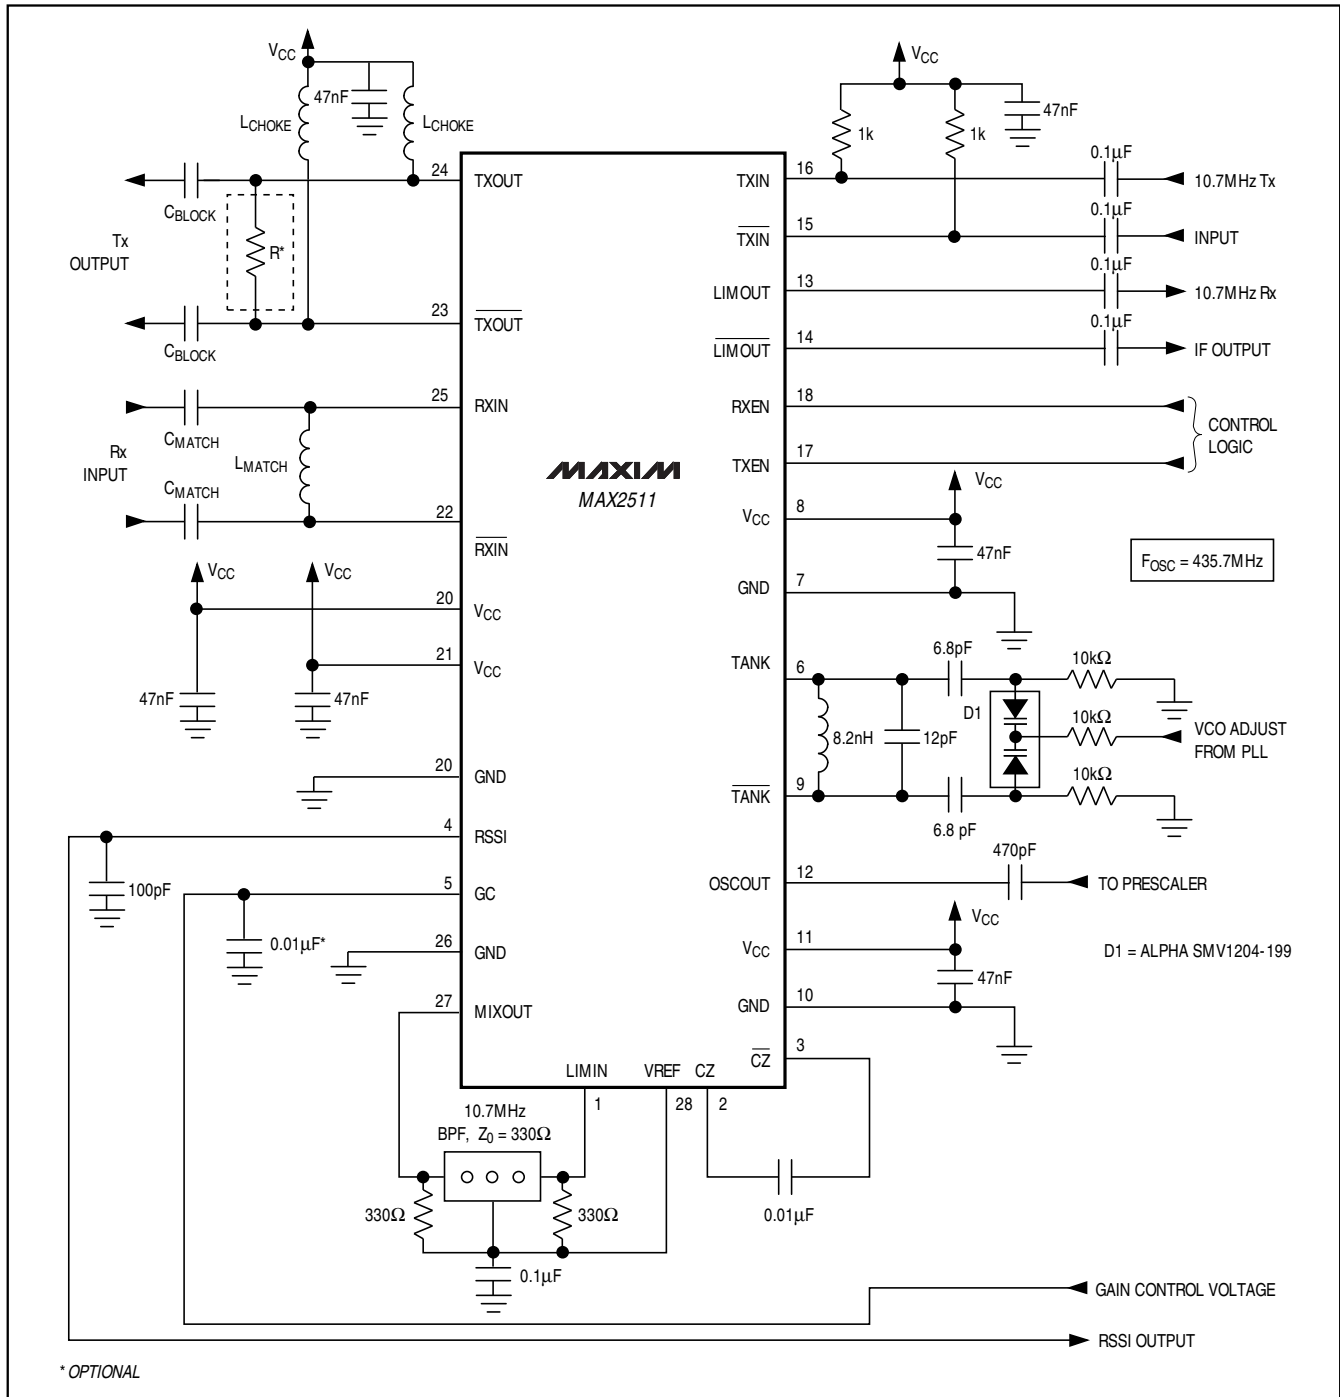 VCC
47nF
LCHOKE
LCHOKE
24
TXOUT
CBLOCK
Tx
OUTPUT
R*
23
TXOUT
CBLOCK
25
RXIN
CMATCH
Rx
INPUT
LMATCH
CMATCH
22
RXIN
VCC
VCC
20
VCC
21
VCC
47nF
47nF
20
GND
4
RSSI
100pF
5
GC
0.01µF*
26
GND
27
MIXOUT
MAXIM
MAX2511
VCC
1k
1k
47nF
0.1µF
TXIN
16
10.7MHz Tx
0.1µF
TXIN
15
INPUT
0.1µF
LIMOUT
13
10.7MHz Rx
0.1µF
LIMOUT
14
IF OUTPUT
RXEN
18
CONTROL
LOGIC
TXEN
17
VCC
VCC
8
47nF
FOSC = 435.7MHz
GND
7
TANK
6
6.8pF
10kΩ
D1
8.2nH
12pF
10kΩ
VCO ADJUST
FROM PLL
10kΩ
TANK
9
6.8 pF
470pF
OSCOUT
12
TO PRESCALER
VCC
VCC
11
47nF
D1 = ALPHA SMV1204-199
GND
10
CZ
3
LIMIN
VREF
CZ
1
28
2
10.7MHz
BPF, Z0 = 330Ω
330Ω
330Ω
0.1µF
0.01µF
GAIN CONTROL VOLTAGE
RSSI OUTPUT
* OPTIONAL